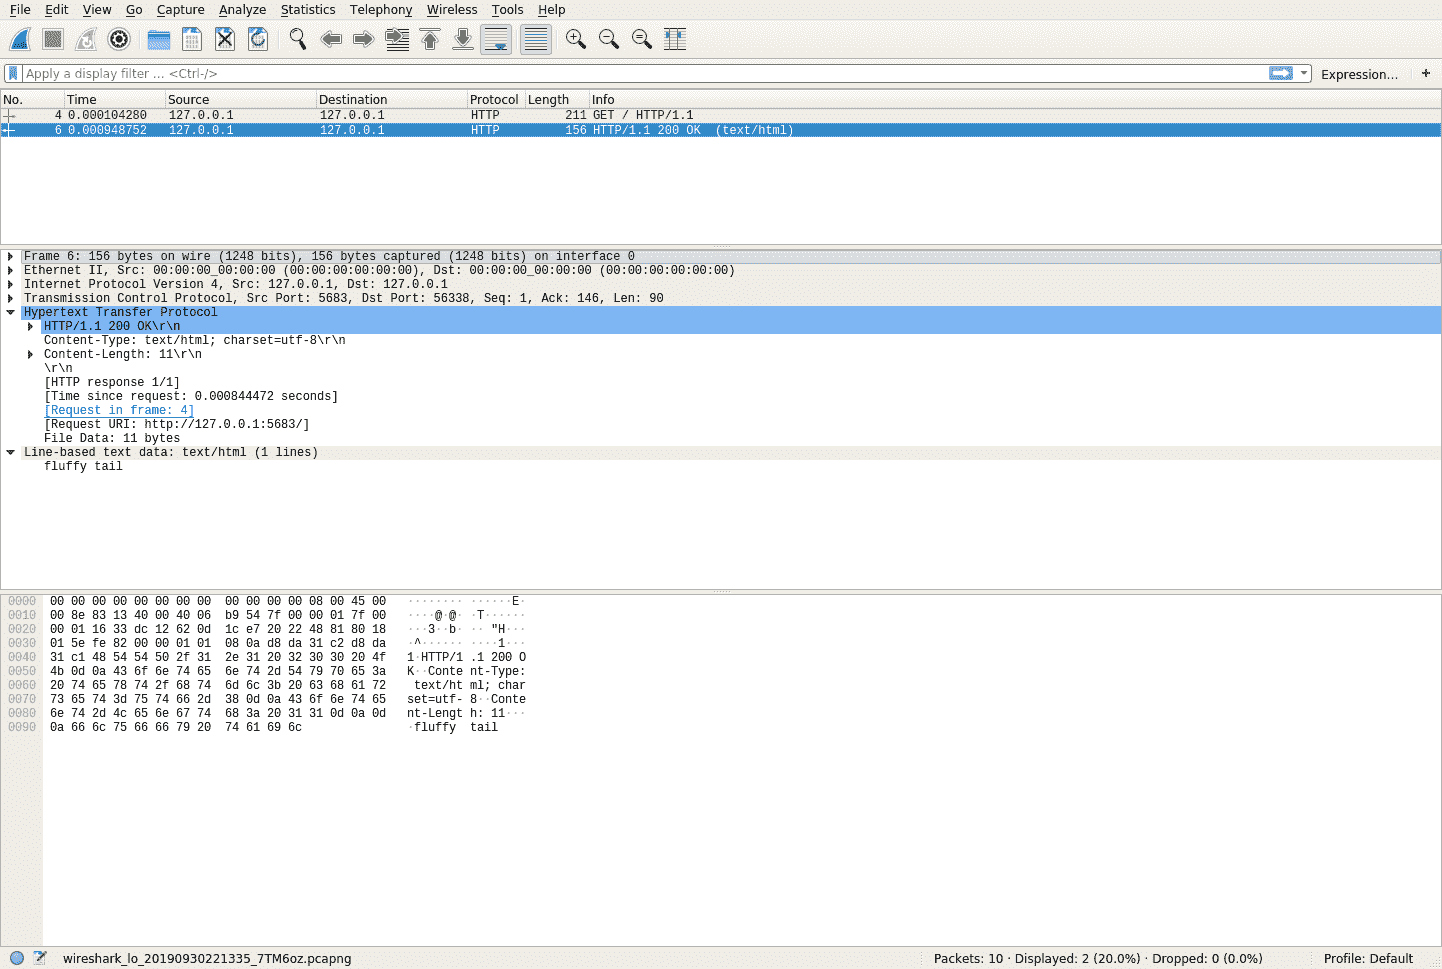 File Edit View Go Capture Analyze Statistics Telephony Wireless Tools Help
Apply a display filter ... <Ctrl-/> Expression... +
No. Time Source Destination Protocol Length Info
4 0.000104280 127.0.0.1 127.0.0.1 HTTP 211 GET / HTTP/1.1
6 0.000948752 127.0.0.1 127.0.0.1 HTTP 156 HTTP/1.1 200 OK (text/html)
Frame 6: 156 bytes on wire (1248 bits), 156 bytes captured (1248 bits) on interface 0
Ethernet II, Src: 00:00:00_00:00:00 (00:00:00:00:00:00), Dst: 00:00:00_00:00:00 (00:00:00:00:00:00)
Internet Protocol Version 4, Src: 127.0.0.1, Dst: 127.0.0.1
Transmission Control Protocol, Src Port: 5683, Dst Port: 56338, Seq: 1, Ack: 146, Len: 90
Hypertext Transfer Protocol
HTTP/1.1 200 OK\r\n
Content-Type: text/html; charset=utf-8\r\n
Content-Length: 11\r\n
\r\n
[HTTP response 1/1]
[Time since request: 0.000844472 seconds]
[Request in frame: 4]
[Request URI: http://127.0.0.1:5683/]
File Data: 11 bytes
Line-based text data: text/html (1 lines)
fluffy tail
0000 00 00 00 00 00 00 00 00 00 00 00 00 08 00 45 00 ········ ······E·
0010 00 8e 83 13 40 00 40 06 b9 54 7f 00 00 01 7f 00 ····@·@· ·T······
0020 00 01 16 33 dc 12 62 0d 1c e7 20 22 48 81 80 18 ···3··b· ·· "H···
0030 01 5e fe 82 00 00 01 01 08 0a d8 da 31 c2 d8 da ·^······ ····1···
0040 31 c1 48 54 54 50 2f 31 2e 31 20 32 30 30 20 4f 1·HTTP/1 .1 200 O
0050 4b 0d 0a 43 6f 6e 74 65 6e 74 2d 54 79 70 65 3a K··Conte nt-Type:
0060 20 74 65 78 74 2f 68 74 6d 6c 3b 20 63 68 61 72 text/ht ml; char
0070 73 65 74 3d 75 74 66 2d 38 0d 0a 43 6f 6e 74 65 set=utf- 8··Conte
0080 6e 74 2d 4c 65 6e 67 74 68 3a 20 31 31 0d 0a 0d nt-Lengt h: 11···
0090 0a 66 6c 75 66 66 79 20 74 61 69 6c ·fluffy tail
wireshark_lo_20190930221335_7TM6oz.pcapng Packets: 10 · Displayed: 2 (20.0%) · Dropped: 0 (0.0%) Profile: Default